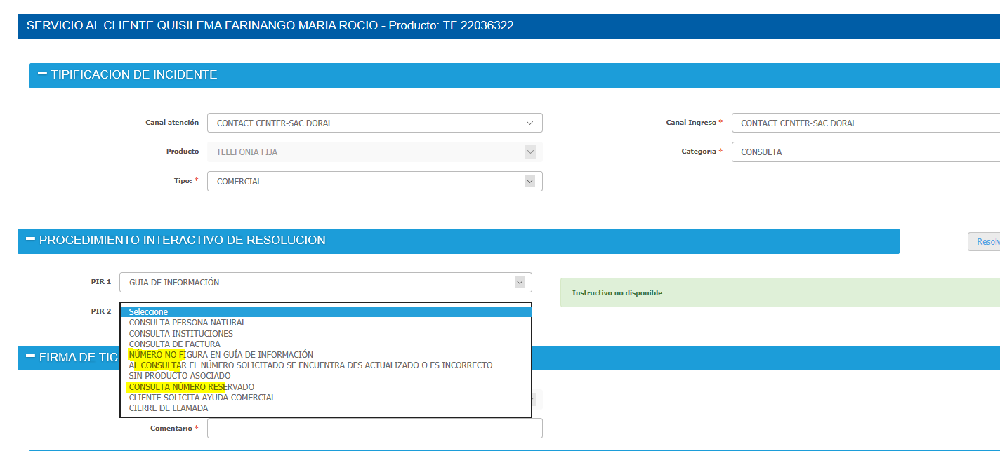 SERVICIO AL CLIENTE QUISILEMA FARINANGO MARIA ROCIO - Producto: TF 22036322
TIPIFICACION DE INCIDENTE
Canal atención CONTACT CENTER-SAC DORAL Canal Ingreso * CONTACT CENTER-SAC DORAL
Producto TELEFONIA FIJA Categoria * CONSULTA
Tipo: * COMERCIAL
PROCEDIMIENTO INTERACTIVO DE RESOLUCION
Resolv
PIR 1 GUIA DE INFORMACIÓN
Instructivo no disponible
PIR 2 Seleccione
CONSULTA PERSONA NATURAL
CONSULTA INSTITUCIONES
CONSULTA DE FACTURA
NÚMERO NO FIGURA EN GUÍA DE INFORMACIÓN
FIRMA DE TIC
AL CONSULTAR EL NÚMERO SOLICITADO SE ENCUENTRA DES ACTUALIZADO O ES INCORRECTO
SIN PRODUCTO ASOCIADO
CONSULTA NÚMERO RESERVADO
CLIENTE SOLICITA AYUDA COMERCIAL
CIERRE DE LLAMADA
Comentario *